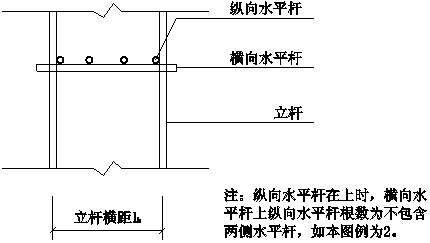 纵向水平杆
横向水平杆
立杆
立杆横距lb
注：纵向水平杆在上时，横向水
平杆上纵向水平杆根数为不包含
两侧水平杆，如本图例为2。